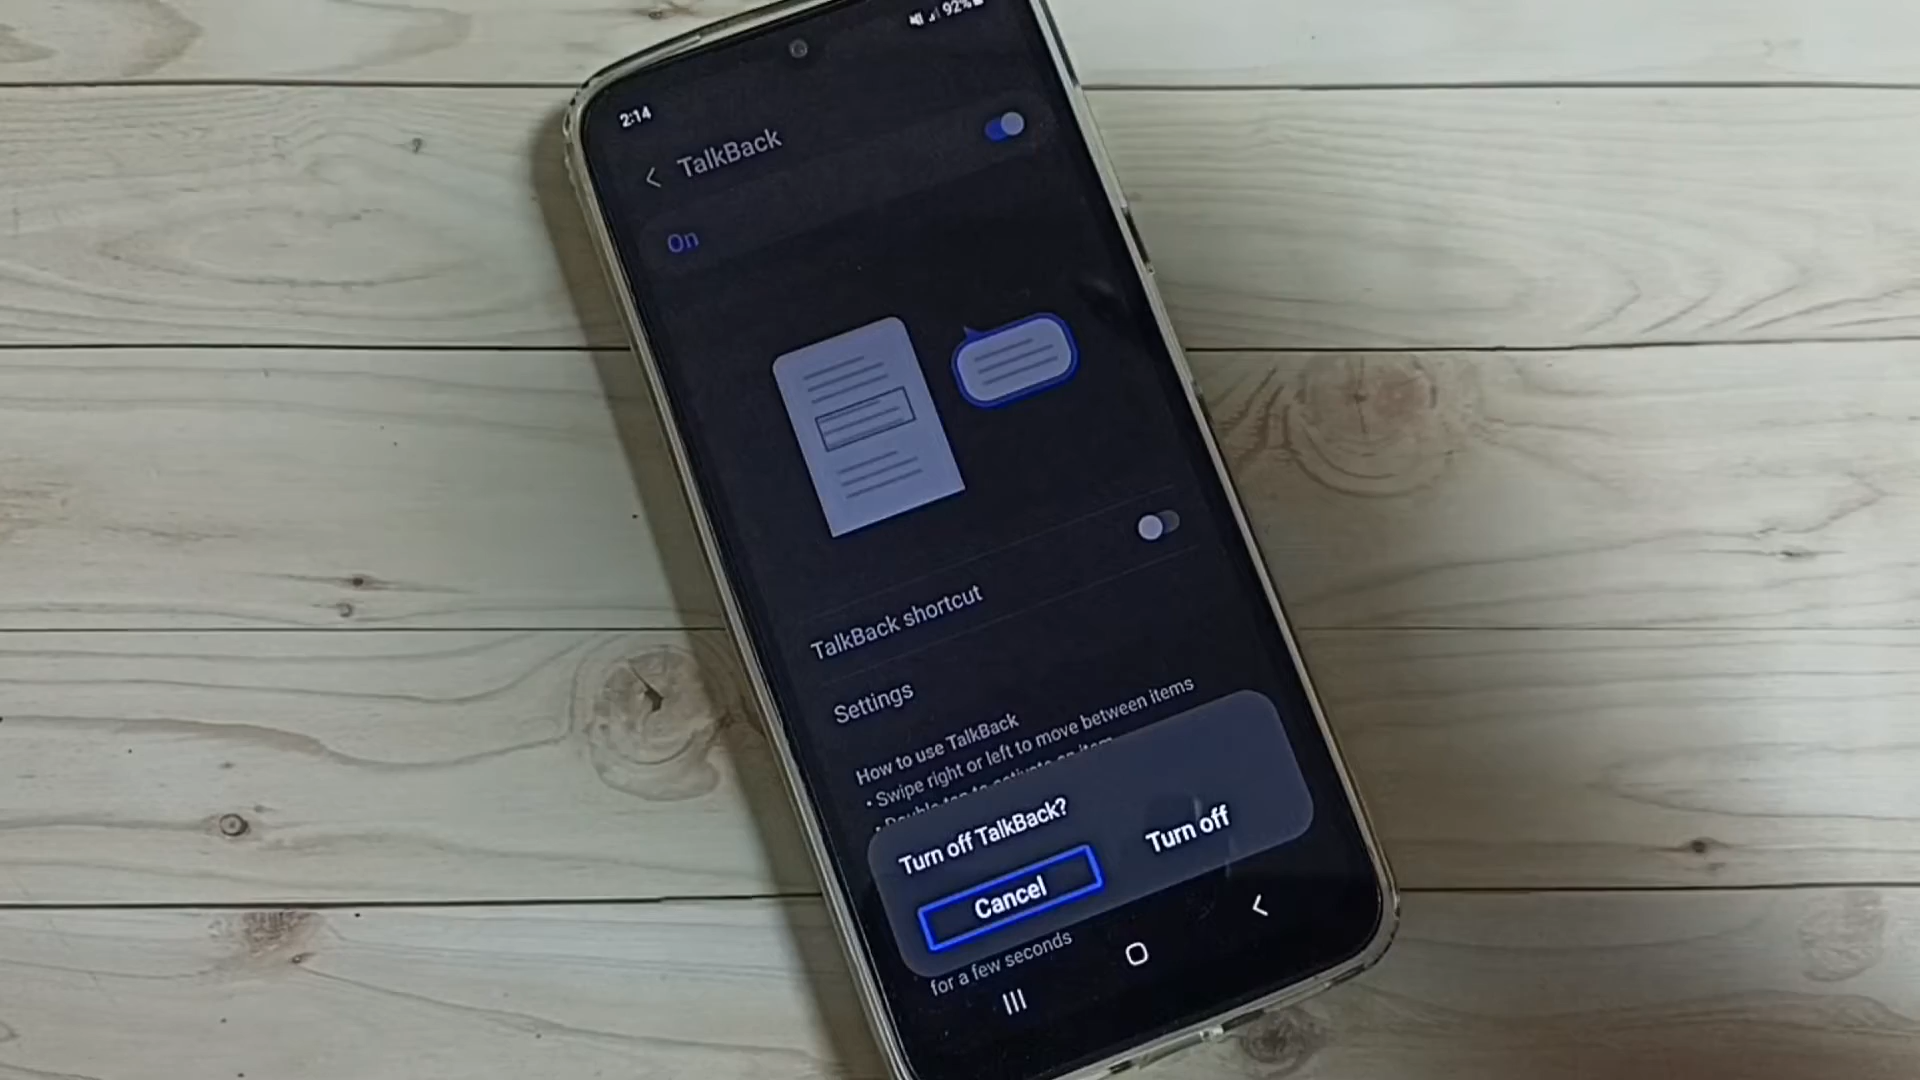 92%
2:14
TalkBack
On
TalkBack shortcut
Settings
How to use TalkBack
• Swipe right or left to move between items
Turn off TalkBack?
Cancel
Turn off
for a few seconds